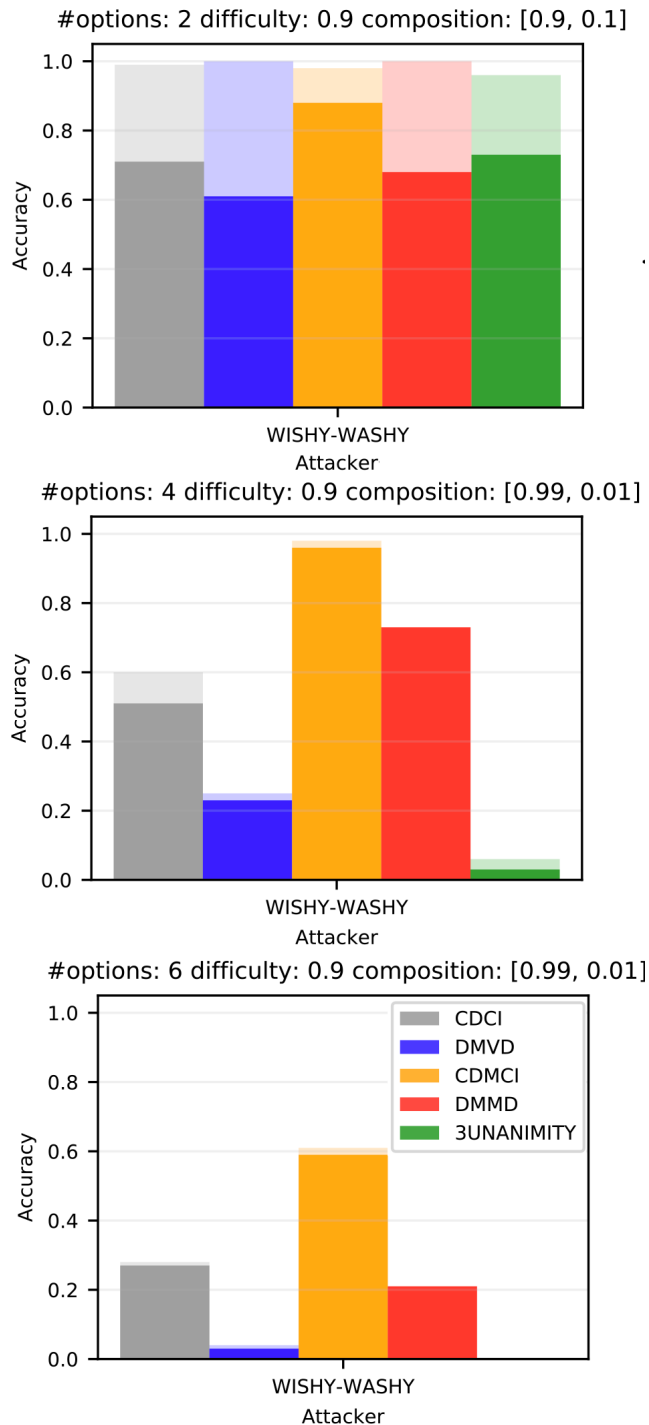 #options: 2 difficulty: 0.9 composition: [0.9, 0.1]
1.0
0.8
0.6
0.4
0.2
0.0
Accuracy
WISHY-WASHY
Attacker
#options: 4 difficulty: 0.9 composition: [0.99, 0.01]
1.0
0.8
0.6
0.4
0.2
0.0
Accuracy
WISHY-WASHY
Attacker
#options: 6 difficulty: 0.9 composition: [0.99, 0.01]
1.0
0.8
0.6
0.4
0.2
0.0
Accuracy
CDCI
DMVD
CDMCI
DMMD
3UNANIMITY
WISHY-WASHY
Attacker